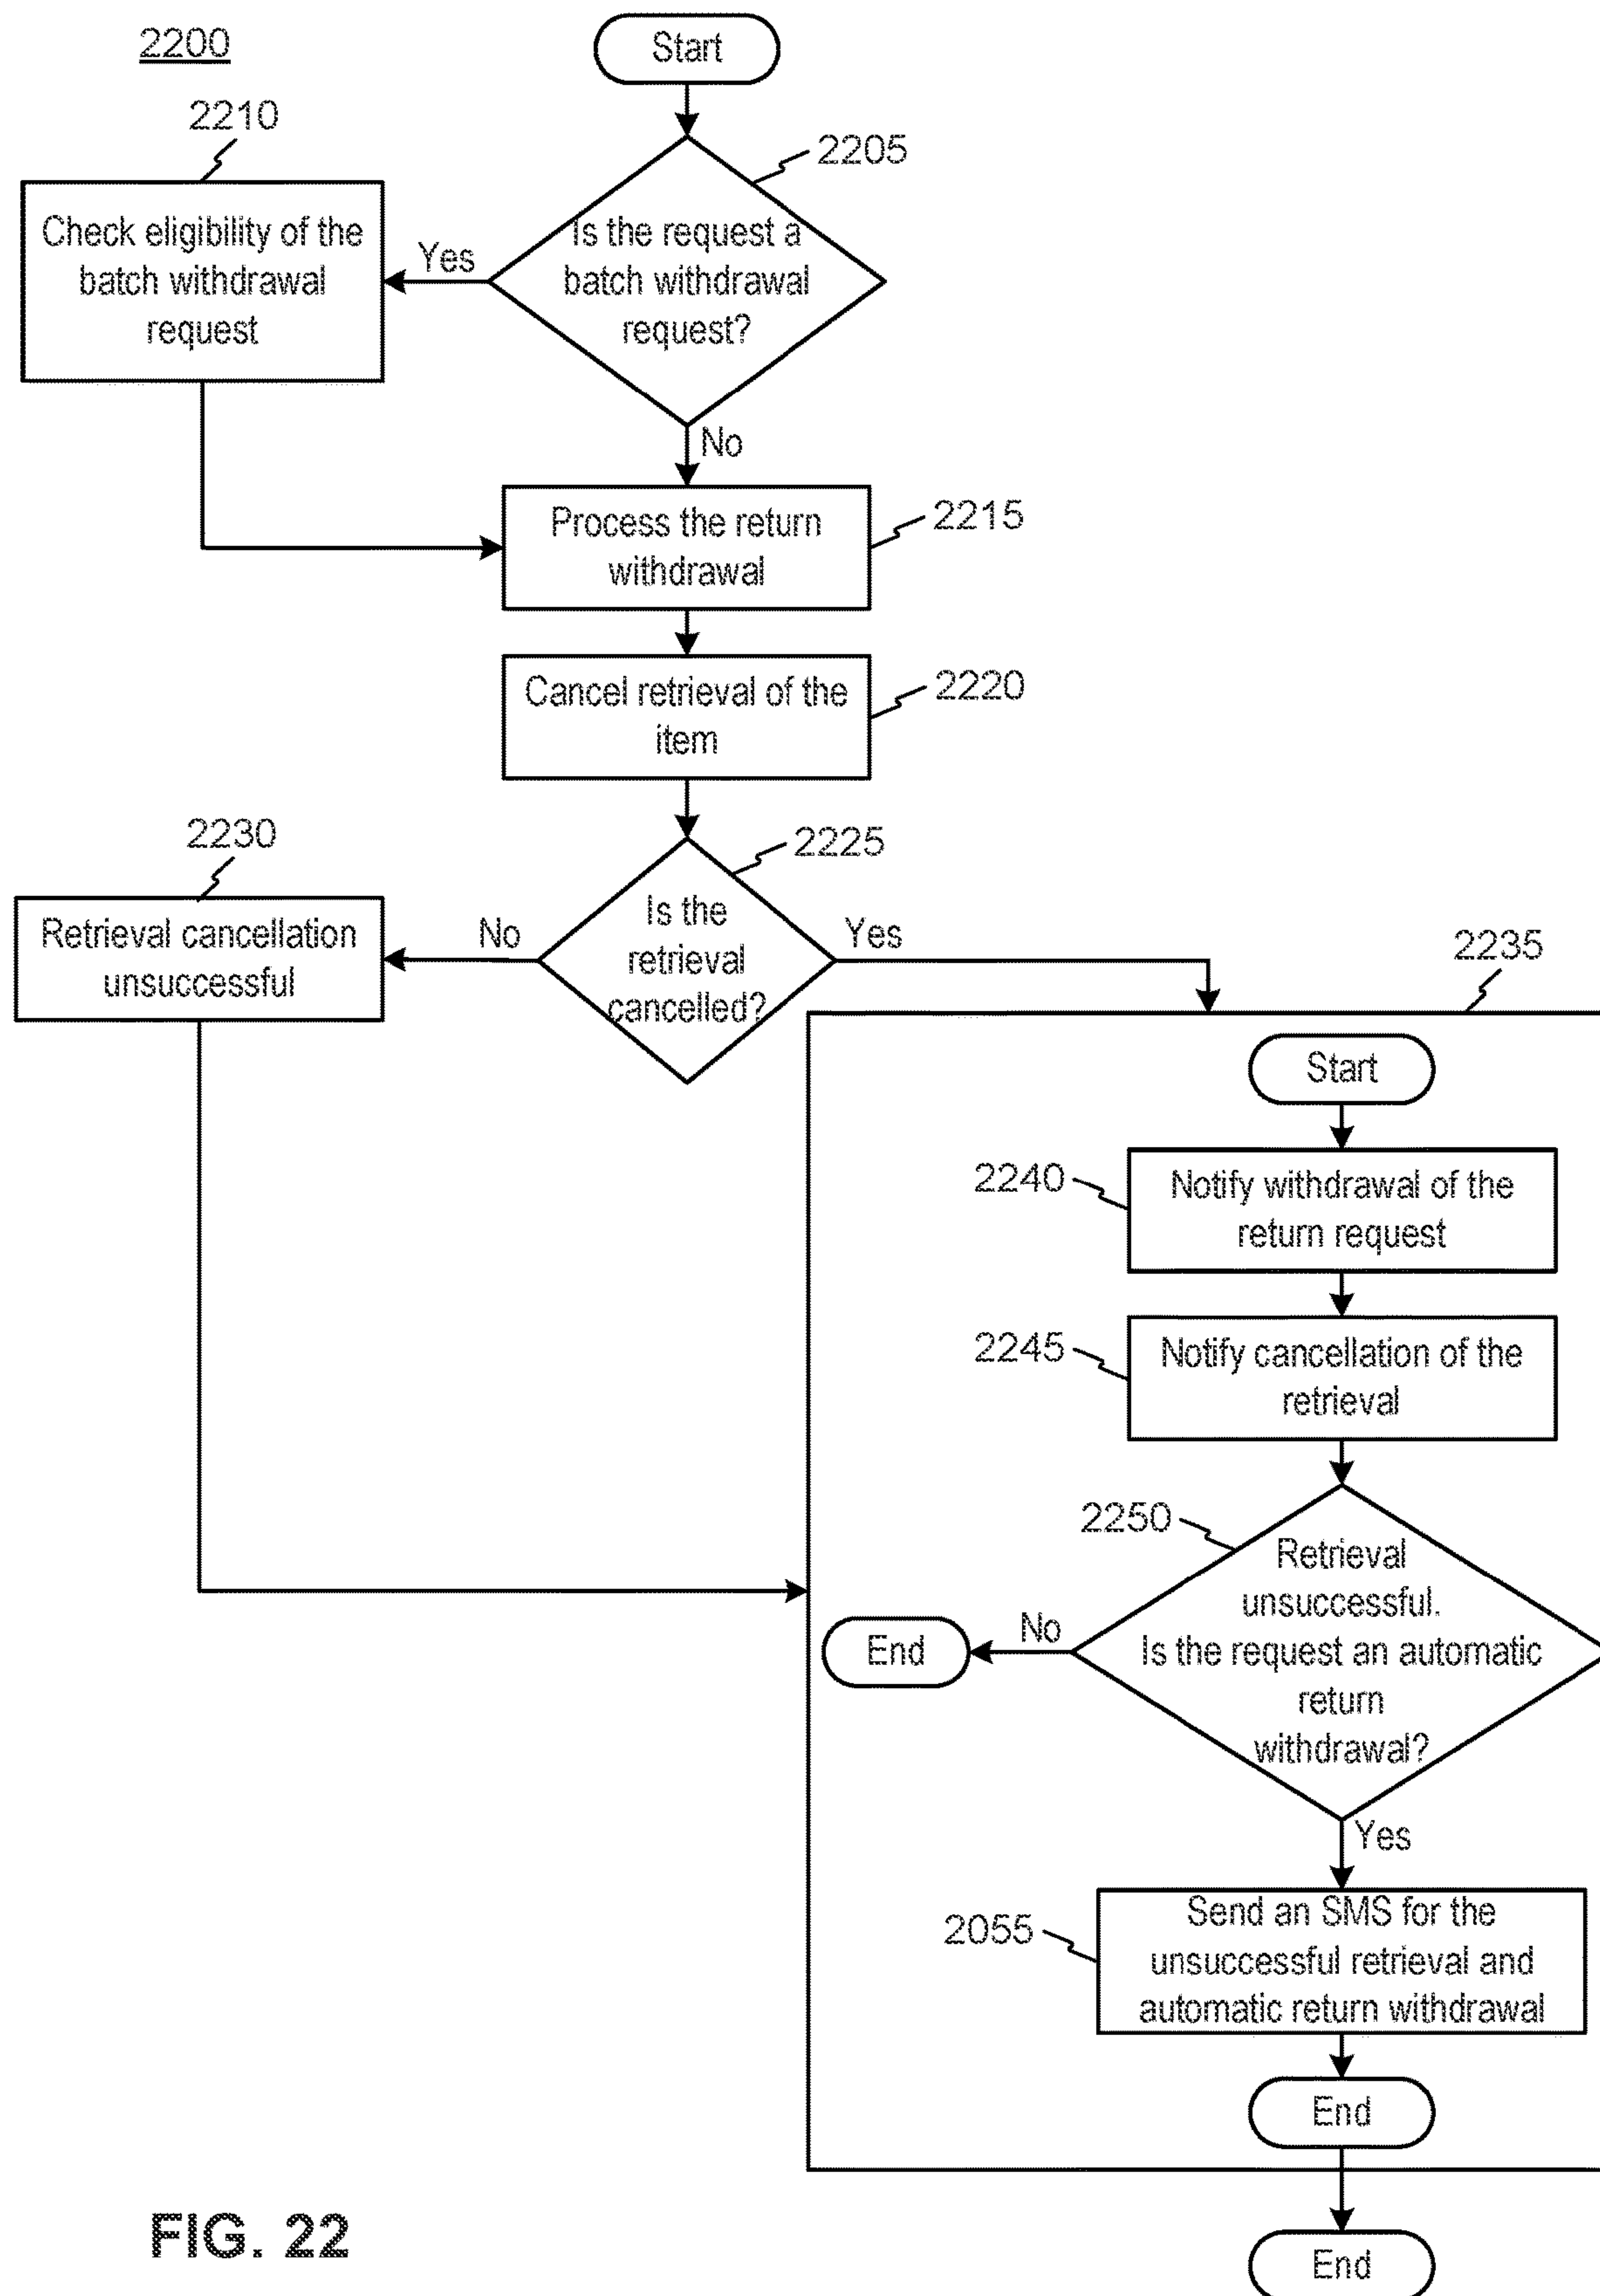 2200
Start
2210
2205
Check eligibility of the
batch withdrawal
request
Yes
Is the request a
batch withdrawal
request?
No
Process the return
withdrawal
2215
Cancel retrieval of the
item
2220
2230
2225
Retrieval cancellation
unsuccessful
No
Is the
retrieval
cancelled?
Yes
2235
Start
2240
Notify withdrawal of the
return request
2245
Notify cancellation of the
retrieval
2250
Retrieval
unsuccessful.
Is the request an automatic
return
withdrawal?
No
End
Yes
2055
Send an SMS for the
unsuccessful retrieval and
automatic return withdrawal
End
End
FIG. 22